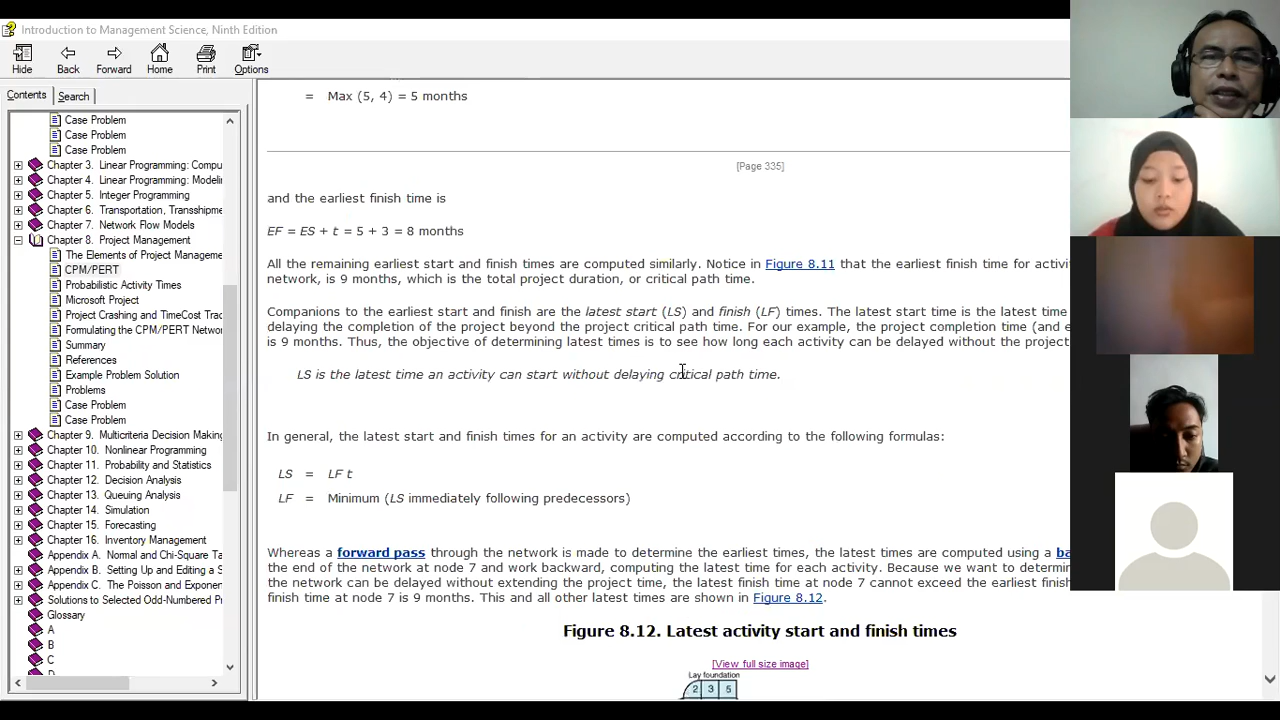 Introduction to Management Science, Ninth Edition
Hide Back Forward Home Print Options
Contents Search
Case Problem
Case Problem
Case Problem
Chapter 3. Linear Programming: Compu
Chapter 4. Linear Programming: Modeli
Chapter 5. Integer Programming
Chapter 6. Transportation, Transshipme
Chapter 7. Network Flow Models
Chapter 8. Project Management
The Elements of Project Manageme
CPM/PERT
Probabilistic Activity Times
Microsoft Project
Project Crashing and TimeCost Trad
Formulating the CPM/PERT Networ
Summary
References
Example Problem Solution
Problems
Case Problem
Case Problem
Chapter 9. Multicriteria Decision Making
Chapter 10. Nonlinear Programming
Chapter 11. Probability and Statistics
Chapter 12. Decision Analysis
Chapter 13. Queuing Analysis
Chapter 14. Simulation
Chapter 15. Forecasting
Chapter 16. Inventory Management
Appendix A. Normal and Chi-Square Ta
Appendix B. Setting Up and Editing a S
Appendix C. The Poisson and Exponen
Solutions to Selected Odd-Numbered Pr
Glossary
A
B
C
= Max (5, 4) = 5 months
[Page 335]
and the earliest finish time is
EF = ES + t = 5 + 3 = 8 months
All the remaining earliest start and finish times are computed similarly. Notice in Figure 8.11 that the earliest finish time for activi
network, is 9 months, which is the total project duration, or critical path time.
Companions to the earliest start and finish are the latest start (LS) and finish (LF) times. The latest start time is the latest time
delaying the completion of the project beyond the project critical path time. For our example, the project completion time (and e
is 9 months. Thus, the objective of determining latest times is to see how long each activity can be delayed without the project
LS is the latest time an activity can start without delaying critical path time.
In general, the latest start and finish times for an activity are computed according to the following formulas:
LS = LF t
LF = Minimum (LS immediately following predecessors)
Whereas a forward pass through the network is made to determine the earliest times, the latest times are computed using a ba
the end of the network at node 7 and work backward, computing the latest time for each activity. Because we want to determin
the network can be delayed without extending the project time, the latest finish time at node 7 cannot exceed the earliest finish
finish time at node 7 is 9 months. This and all other latest times are shown in Figure 8.12.
Figure 8.12. Latest activity start and finish times
[View full size image]
Lay foundation
2 3 5